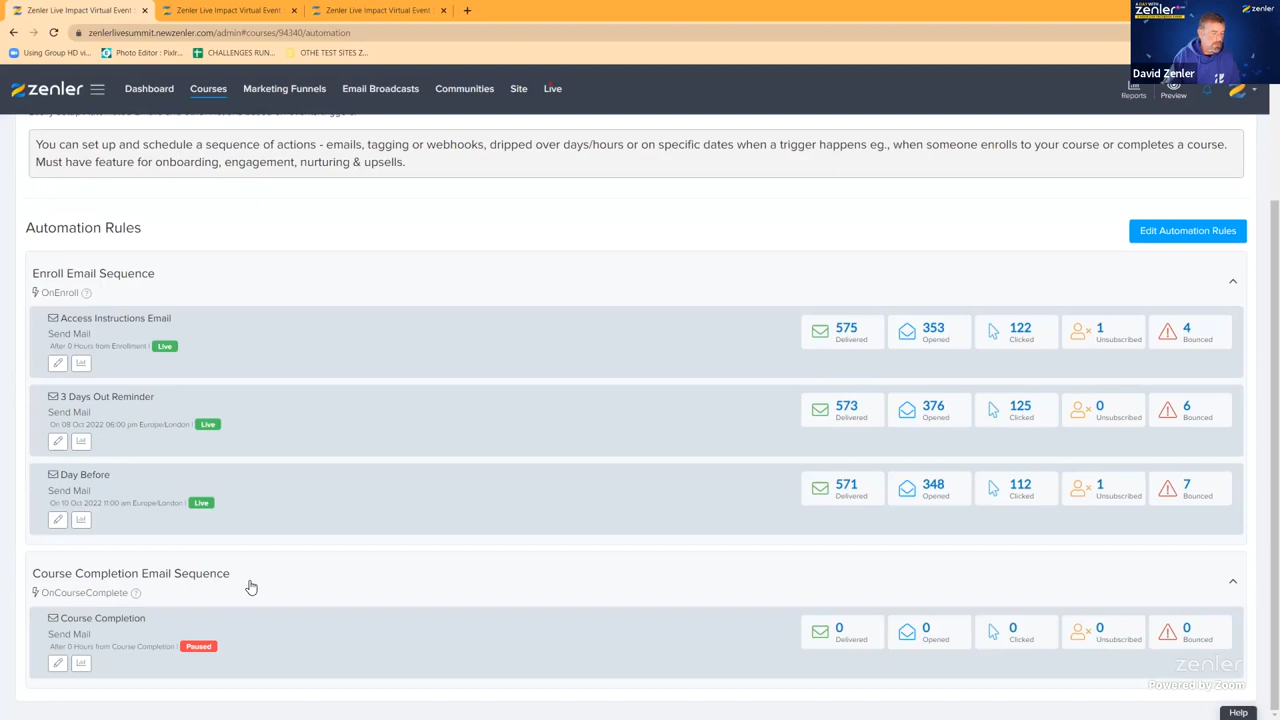 Zenler Live Impact Virtual Event
Zenler Live Impact Virtual Event
Zenler Live Impact Virtual Event
zenlerlivesummit.newzenler.com/admin#courses/94340/automation
Using Group HD vi...
Photo Editor : Pixlr...
CHALLENGES RUN...
OTHE TEST SITES Z...
A DAY WITH
zenler
zenler
David Zenler
zenler
Dashboard
Courses
Marketing Funnels
Email Broadcasts
Communities
Site
Live
Reports
Preview
You can set up and schedule a sequence of actions - emails, tagging or webhooks, dripped over days/hours or on specific dates when a trigger happens eg., when someone enrolls to your course or completes a course.
Must have feature for onboarding, engagement, nurturing & upsells.
Automation Rules
Edit Automation Rules
Enroll Email Sequence
OnEnroll ?
Access Instructions Email
Send Mail
After 0 Hours from Enrollment | Live
575 Delivered
353 Opened
122 Clicked
1 Unsubscribed
4 Bounced
3 Days Out Reminder
Send Mail
On 08 Oct 2022 06:00 pm Europe/London | Live
573 Delivered
376 Opened
125 Clicked
0 Unsubscribed
6 Bounced
Day Before
Send Mail
On 10 Oct 2022 11:00 am Europe/London | Live
571 Delivered
348 Opened
112 Clicked
1 Unsubscribed
7 Bounced
Course Completion Email Sequence
OnCourseComplete ?
Course Completion
Send Mail
After 0 Hours from Course Completion | Paused
0 Delivered
0 Opened
0 Clicked
0 Unsubscribed
0 Bounced
zenler
Powered by Zoom
Help